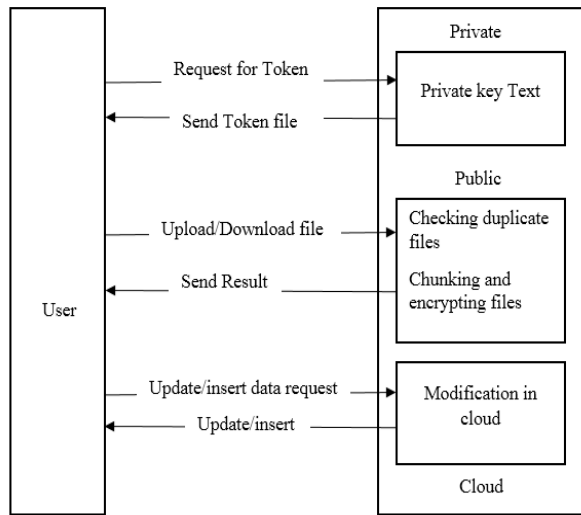 Private
Request for Token
Private key Text
Send Token file
Public
Upload/Download file
Checking duplicate
files
Send Result
Chunking and
encrypting files
User
Update/insert data request
Modification in
cloud
Update/insert
Cloud